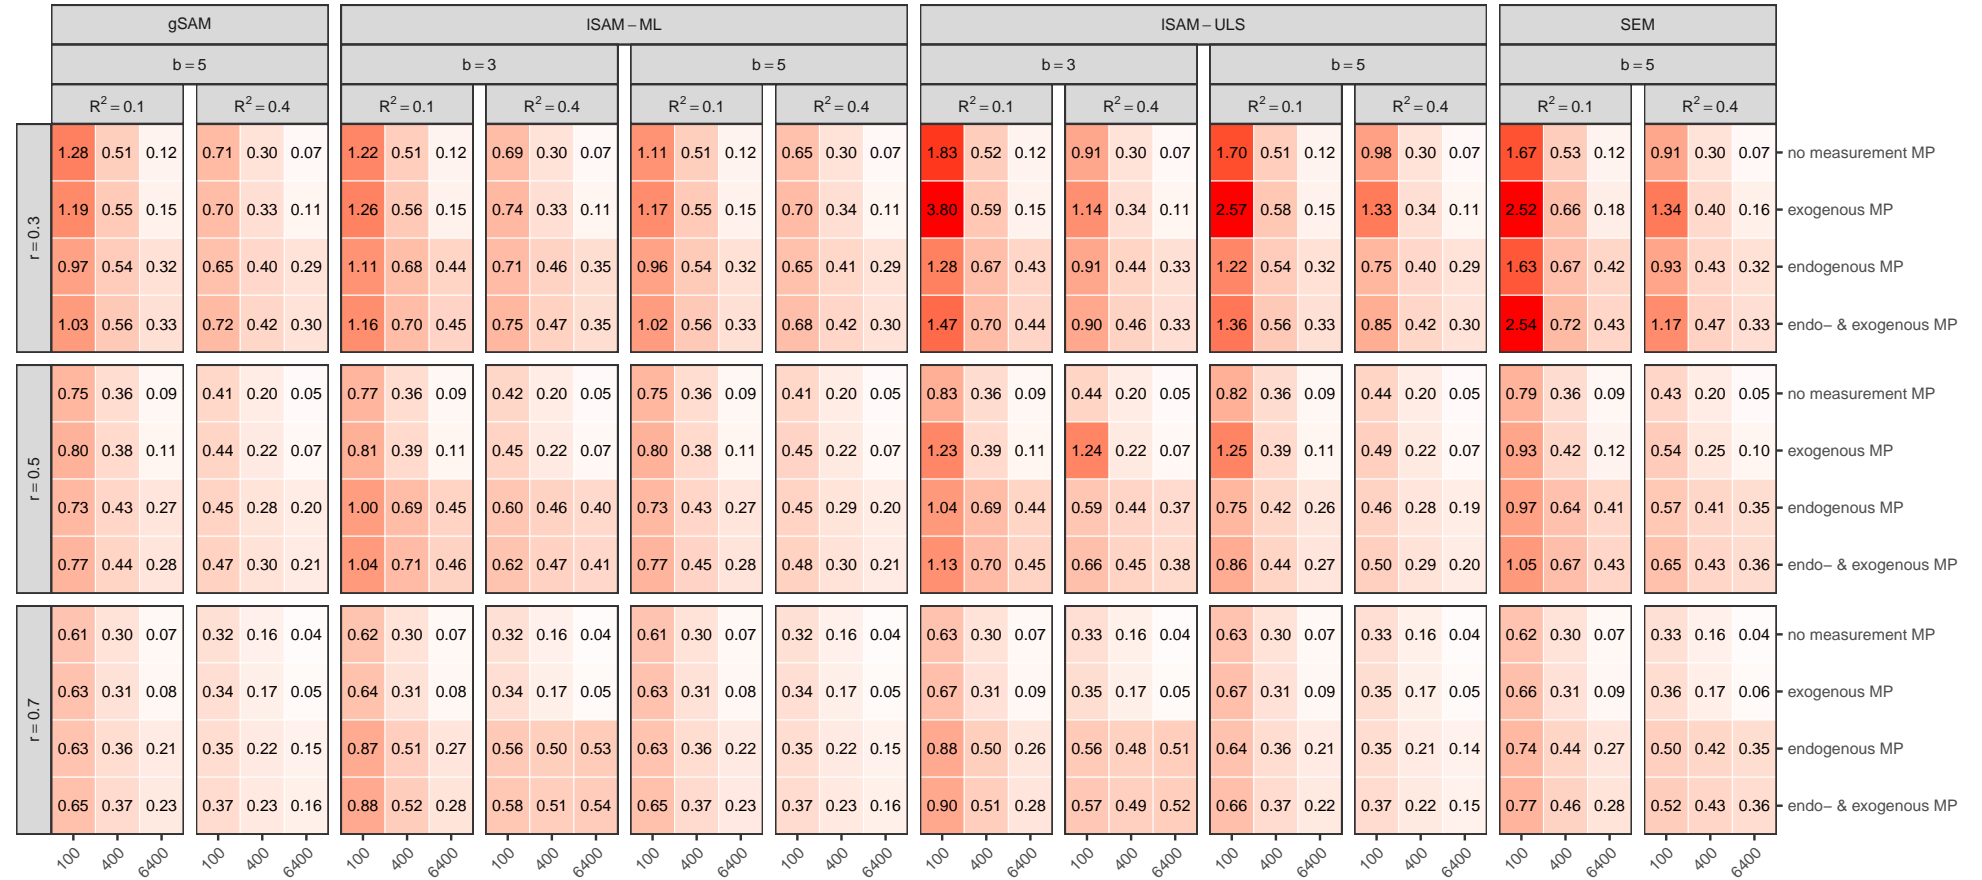 gSAM lSAM – ML lSAM – ULS SEM
b = 5 b = 3 b = 5 b = 3 b = 5 b = 5
R² = 0.1 R² = 0.4 R² = 0.1 R² = 0.4 R² = 0.1 R² = 0.4 R² = 0.1 R² = 0.4 R² = 0.1 R² = 0.4 R² = 0.1 R² = 0.4
r = 0.3
1.28 0.51 0.12 0.71 0.30 0.07 1.22 0.51 0.12 0.69 0.30 0.07 1.11 0.51 0.12 0.65 0.30 0.07 1.83 0.52 0.12 0.91 0.30 0.07 1.70 0.51 0.12 0.98 0.30 0.07 1.67 0.53 0.12 0.91 0.30 0.07 no measurement MP
1.19 0.55 0.15 0.70 0.33 0.11 1.26 0.56 0.15 0.74 0.33 0.11 1.17 0.55 0.15 0.70 0.34 0.11 3.80 0.59 0.15 1.14 0.34 0.11 2.57 0.58 0.15 1.33 0.34 0.11 2.52 0.66 0.18 1.34 0.40 0.16 exogenous MP
0.97 0.54 0.32 0.65 0.40 0.29 1.11 0.68 0.44 0.71 0.46 0.35 0.96 0.54 0.32 0.65 0.41 0.29 1.28 0.67 0.43 0.91 0.44 0.33 1.22 0.54 0.32 0.75 0.40 0.29 1.63 0.67 0.42 0.93 0.43 0.32 endogenous MP
1.03 0.56 0.33 0.72 0.42 0.30 1.16 0.70 0.45 0.75 0.47 0.35 1.02 0.56 0.33 0.68 0.42 0.30 1.47 0.70 0.44 0.90 0.46 0.33 1.36 0.56 0.33 0.85 0.42 0.30 2.54 0.72 0.43 1.17 0.47 0.33 endo– & exogenous MP
r = 0.5
0.75 0.36 0.09 0.41 0.20 0.05 0.77 0.36 0.09 0.42 0.20 0.05 0.75 0.36 0.09 0.41 0.20 0.05 0.83 0.36 0.09 0.44 0.20 0.05 0.82 0.36 0.09 0.44 0.20 0.05 0.79 0.36 0.09 0.43 0.20 0.05 no measurement MP
0.80 0.38 0.11 0.44 0.22 0.07 0.81 0.39 0.11 0.45 0.22 0.07 0.80 0.38 0.11 0.45 0.22 0.07 1.23 0.39 0.11 1.24 0.22 0.07 1.25 0.39 0.11 0.49 0.22 0.07 0.93 0.42 0.12 0.54 0.25 0.10 exogenous MP
0.73 0.43 0.27 0.45 0.28 0.20 1.00 0.69 0.45 0.60 0.46 0.40 0.73 0.43 0.27 0.45 0.29 0.20 1.04 0.69 0.44 0.59 0.44 0.37 0.75 0.42 0.26 0.46 0.28 0.19 0.97 0.64 0.41 0.57 0.41 0.35 endogenous MP
0.77 0.44 0.28 0.47 0.30 0.21 1.04 0.71 0.46 0.62 0.47 0.41 0.77 0.45 0.28 0.48 0.30 0.21 1.13 0.70 0.45 0.66 0.45 0.38 0.86 0.44 0.27 0.50 0.29 0.20 1.05 0.67 0.43 0.65 0.43 0.36 endo– & exogenous MP
r = 0.7
0.61 0.30 0.07 0.32 0.16 0.04 0.62 0.30 0.07 0.32 0.16 0.04 0.61 0.30 0.07 0.32 0.16 0.04 0.63 0.30 0.07 0.33 0.16 0.04 0.63 0.30 0.07 0.33 0.16 0.04 0.62 0.30 0.07 0.33 0.16 0.04 no measurement MP
0.63 0.31 0.08 0.34 0.17 0.05 0.64 0.31 0.08 0.34 0.17 0.05 0.63 0.31 0.08 0.34 0.17 0.05 0.67 0.31 0.09 0.35 0.17 0.05 0.67 0.31 0.09 0.35 0.17 0.05 0.66 0.31 0.09 0.36 0.17 0.06 exogenous MP
0.63 0.36 0.21 0.35 0.22 0.15 0.87 0.51 0.27 0.56 0.50 0.53 0.63 0.36 0.22 0.35 0.22 0.15 0.88 0.50 0.26 0.56 0.48 0.51 0.64 0.36 0.21 0.35 0.21 0.14 0.74 0.44 0.27 0.50 0.42 0.35 endogenous MP
0.65 0.37 0.23 0.37 0.23 0.16 0.88 0.52 0.28 0.58 0.51 0.54 0.65 0.37 0.23 0.37 0.23 0.16 0.90 0.51 0.28 0.57 0.49 0.52 0.66 0.37 0.22 0.37 0.22 0.15 0.77 0.46 0.28 0.52 0.43 0.36 endo– & exogenous MP
100 400 6400 100 400 6400 100 400 6400 100 400 6400 100 400 6400 100 400 6400 100 400 6400 100 400 6400 100 400 6400 100 400 6400 100 400 6400 100 400 6400